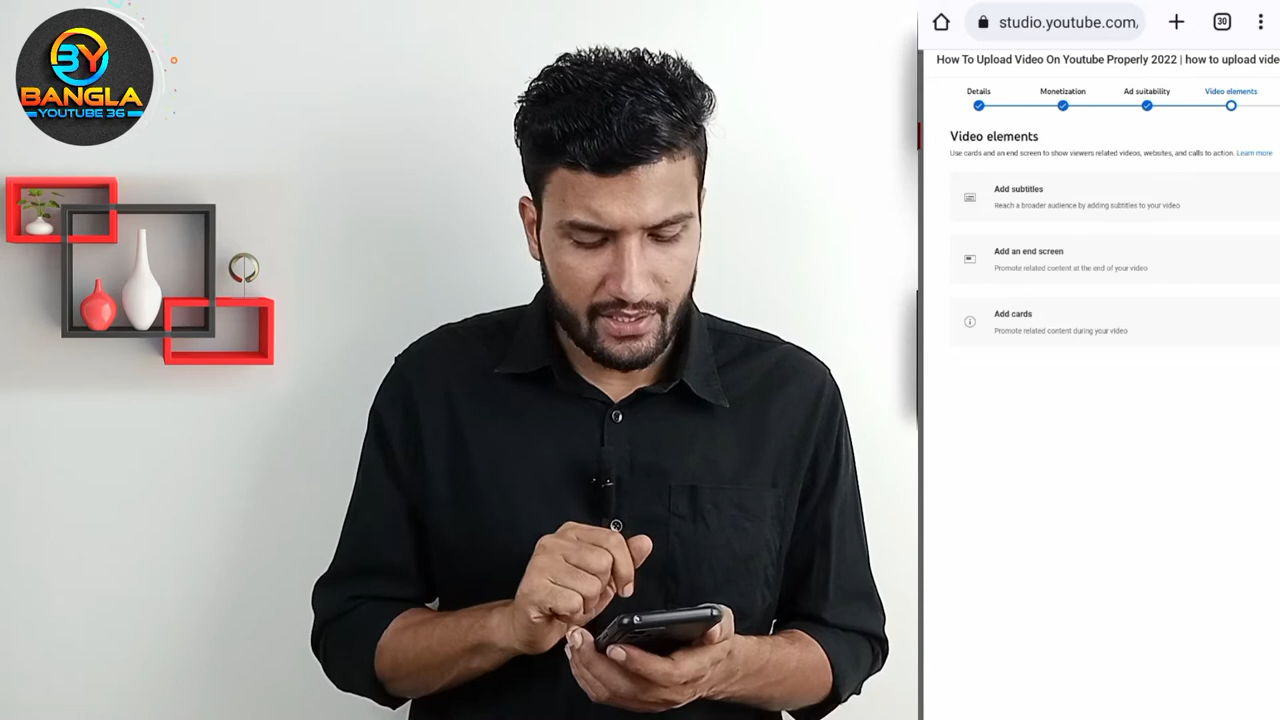 BY
BANGLA
YOUTUBE 36
studio.youtube.com,
30
How To Upload Video On Youtube Properly 2022 | how to upload vide
Details
Monetization
Ad suitability
Video elements
Video elements
Use cards and an end screen to show viewers related videos, websites, and calls to action. Learn more
Add subtitles
Reach a broader audience by adding subtitles to your video
Add an end screen
Promote related content at the end of your video
Add cards
Promote related content during your video